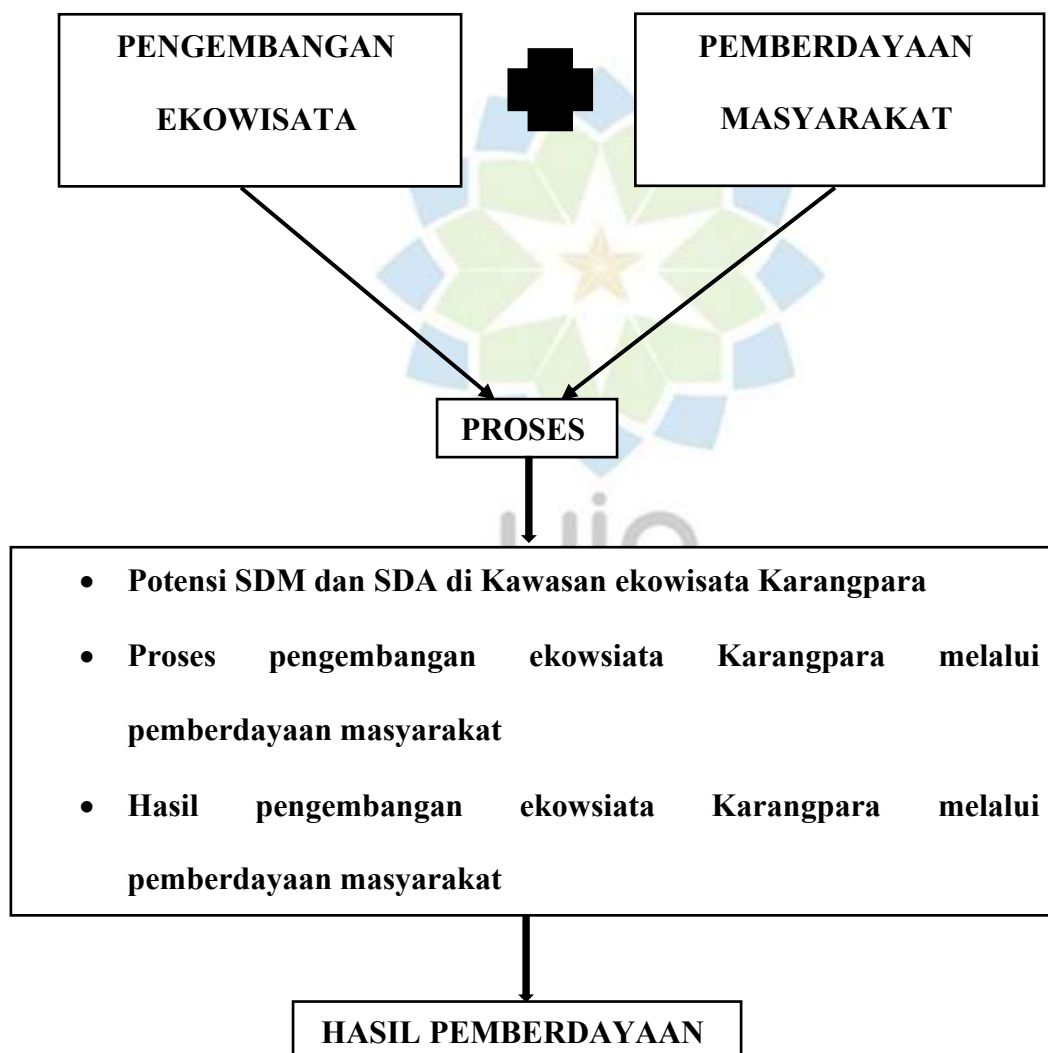 PENGEMBANGAN
EKOWISATA
PEMBERDAYAAN
MASYARAKAT
PROSES
uin
• Potensi SDM dan SDA di Kawasan ekowisata Karangpara
• Proses pengembangan ekowsiata Karangpara melalui
pemberdayaan masyarakat
• Hasil pengembangan ekowsiata Karangpara melalui
pemberdayaan masyarakat
HASIL PEMBERDAYAAN